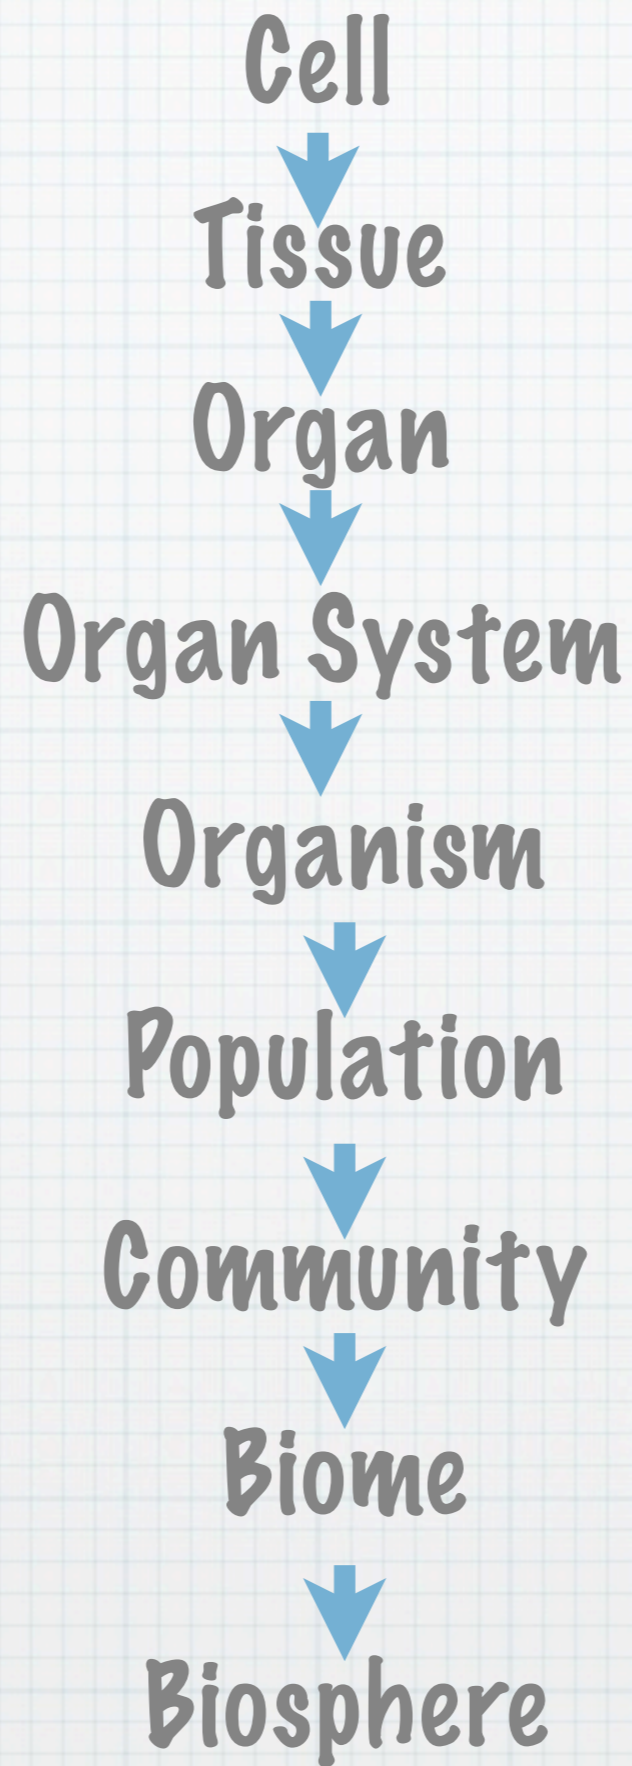 Cell
Tissue
Organ
Organ System
Organism
Population
Community
Biome
Biosphere